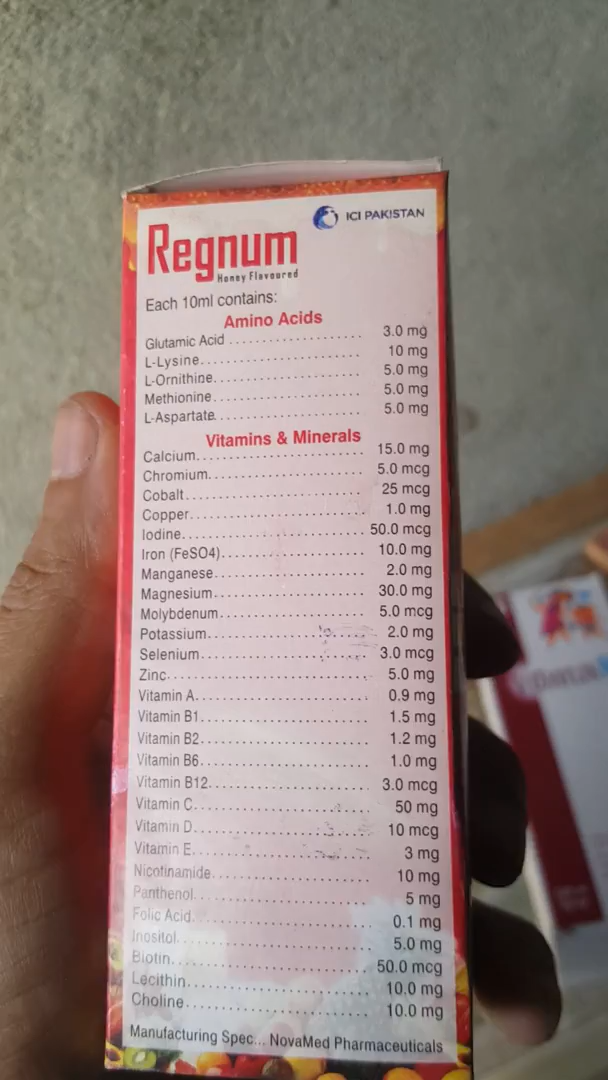 ICI PAKISTAN
Regnum
Honey Flavoured
Each 10ml contains:
Amino Acids
Glutamic Acid .................... 3.0 mg
L-Lysine......................... 10 mg
L-Ornithine....................... 5.0 mg
Methionine....................... 5.0 mg
L-Aspartate....................... 5.0 mg
Vitamins & Minerals
Calcium......................... 15.0 mg
Chromium....................... 5.0 mcg
Cobalt........................... 25 mcg
Copper.......................... 1.0 mg
Iodine........................... 50.0 mcg
Iron (FeSO4)..................... 10.0 mg
Manganese...................... 2.0 mg
Magnesium...................... 30.0 mg
Molybdenum..................... 5.0 mcg
Potassium....................... 2.0 mg
Selenium........................ 3.0 mcg
Zinc............................. 5.0 mg
Vitamin A........................ 0.9 mg
Vitamin B1....................... 1.5 mg
Vitamin B2....................... 1.2 mg
Vitamin B6....................... 1.0 mg
Vitamin B12...................... 3.0 mcg
Vitamin C........................ 50 mg
Vitamin D........................ 10 mcg
Vitamin E........................ 3 mg
Nicotinamide..................... 10 mg
Panthenol........................ 5 mg
Folic Acid........................ 0.1 mg
Inositol.......................... 5.0 mg
Biotin........................... 50.0 mcg
Lecithin......................... 10.0 mg
Choline......................... 10.0 mg
Manufacturing Spec... NovaMed Pharmaceuticals